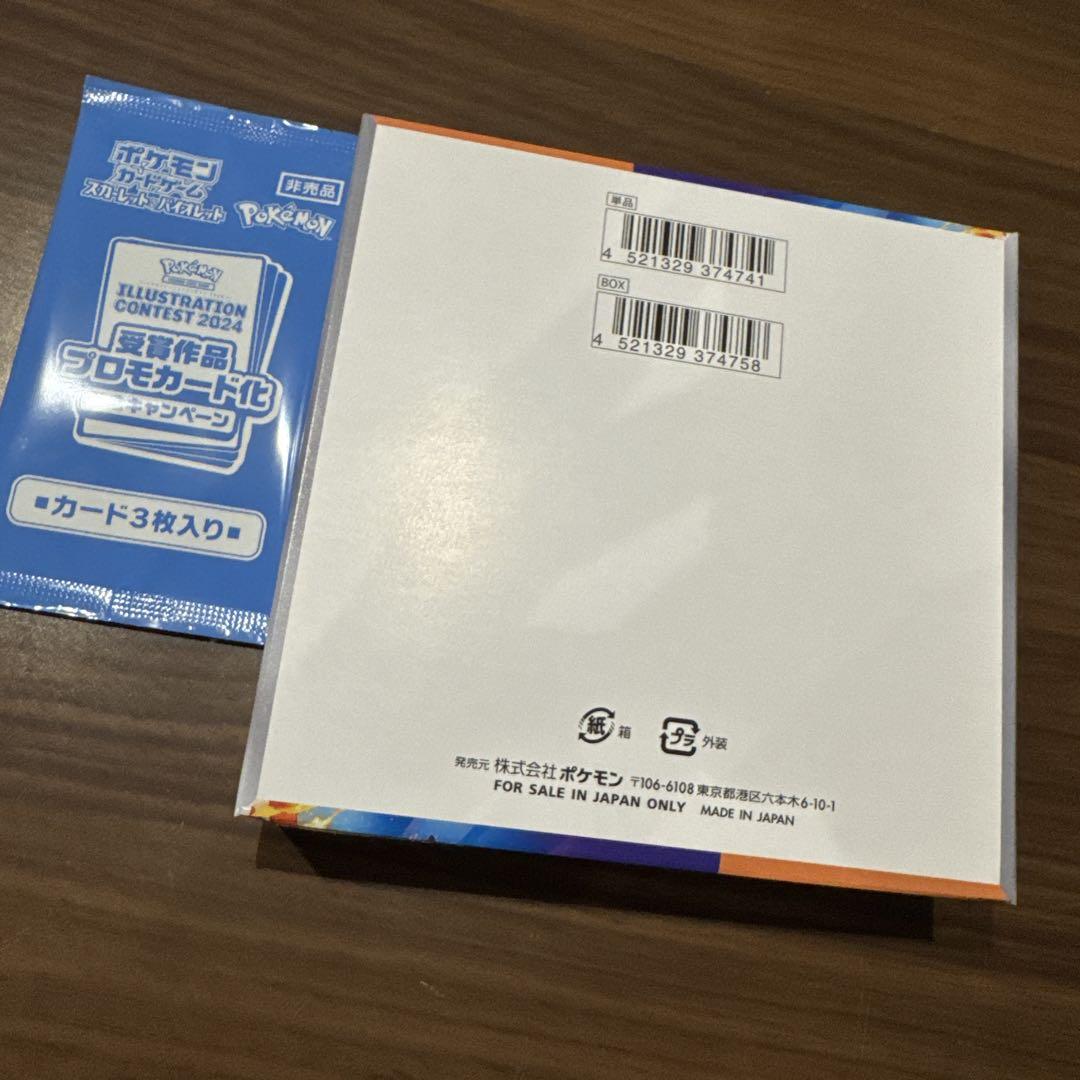 ポケモン
カードゲーム
スカーレット&バイオレット
非売品
POKÉMON
POKÉMON
ILLUSTRATION
CONTEST 2024
受賞作品
プロモカード化
キャンペーン
■カード3枚入り■
単品
4 521329 374741
BOX
4 521329 374758
紙 箱
プラ 外装
発売元 株式会社ポケモン 〒106-6108 東京都港区六本木6-10-1
FOR SALE IN JAPAN ONLY MADE IN JAPAN